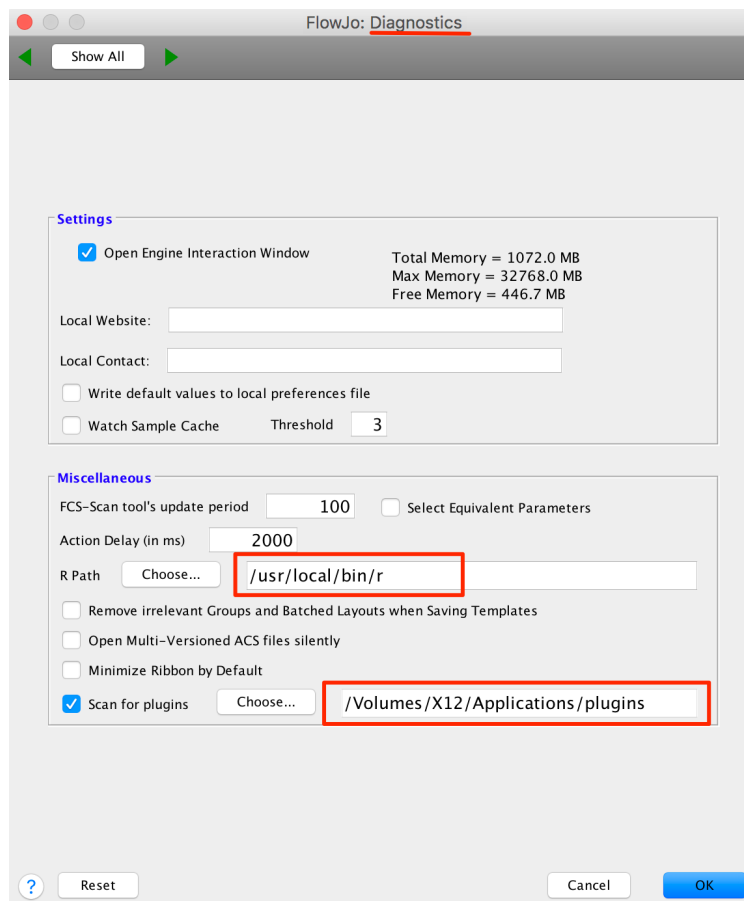 FlowJo: Diagnostics
Show All
Settings
Open Engine Interaction Window
Total Memory = 1072.0 MB
Max Memory = 32768.0 MB
Free Memory = 446.7 MB
Local Website:
Local Contact:
Write default values to local preferences file
Watch Sample Cache Threshold 3
Miscellaneous
FCS-Scan tool's update period 100 Select Equivalent Parameters
Action Delay (in ms) 2000
R Path Choose... /usr/local/bin/r
Remove irrelevant Groups and Batched Layouts when Saving Templates
Open Multi-Versioned ACS files silently
Minimize Ribbon by Default
Scan for plugins Choose... /Volumes/X12/Applications/plugins
? Reset Cancel OK